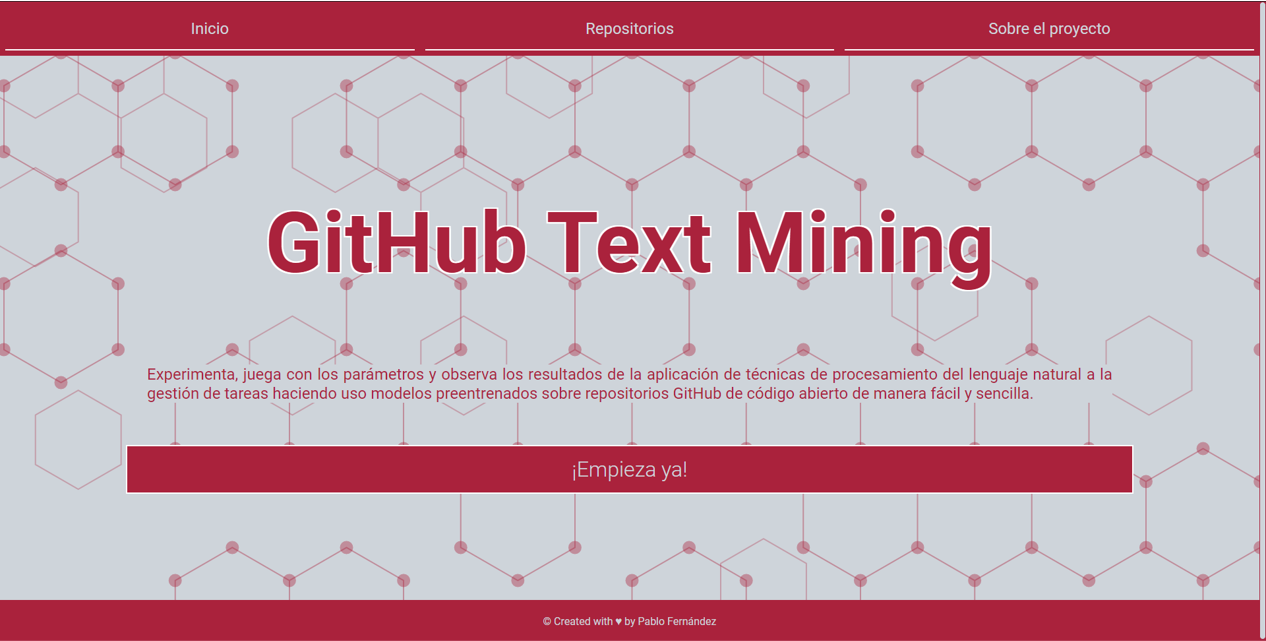 Inicio
Repositorios
Sobre el proyecto
GitHub Text Mining
Experimenta, juega con los parámetros y observa los resultados de la aplicación de técnicas de procesamiento del lenguaje natural a la
gestión de tareas haciendo uso modelos preentrenados sobre repositorios GitHub de código abierto de manera fácil y sencilla.
¡Empieza ya!
© Created with ♥ by Pablo Fernández